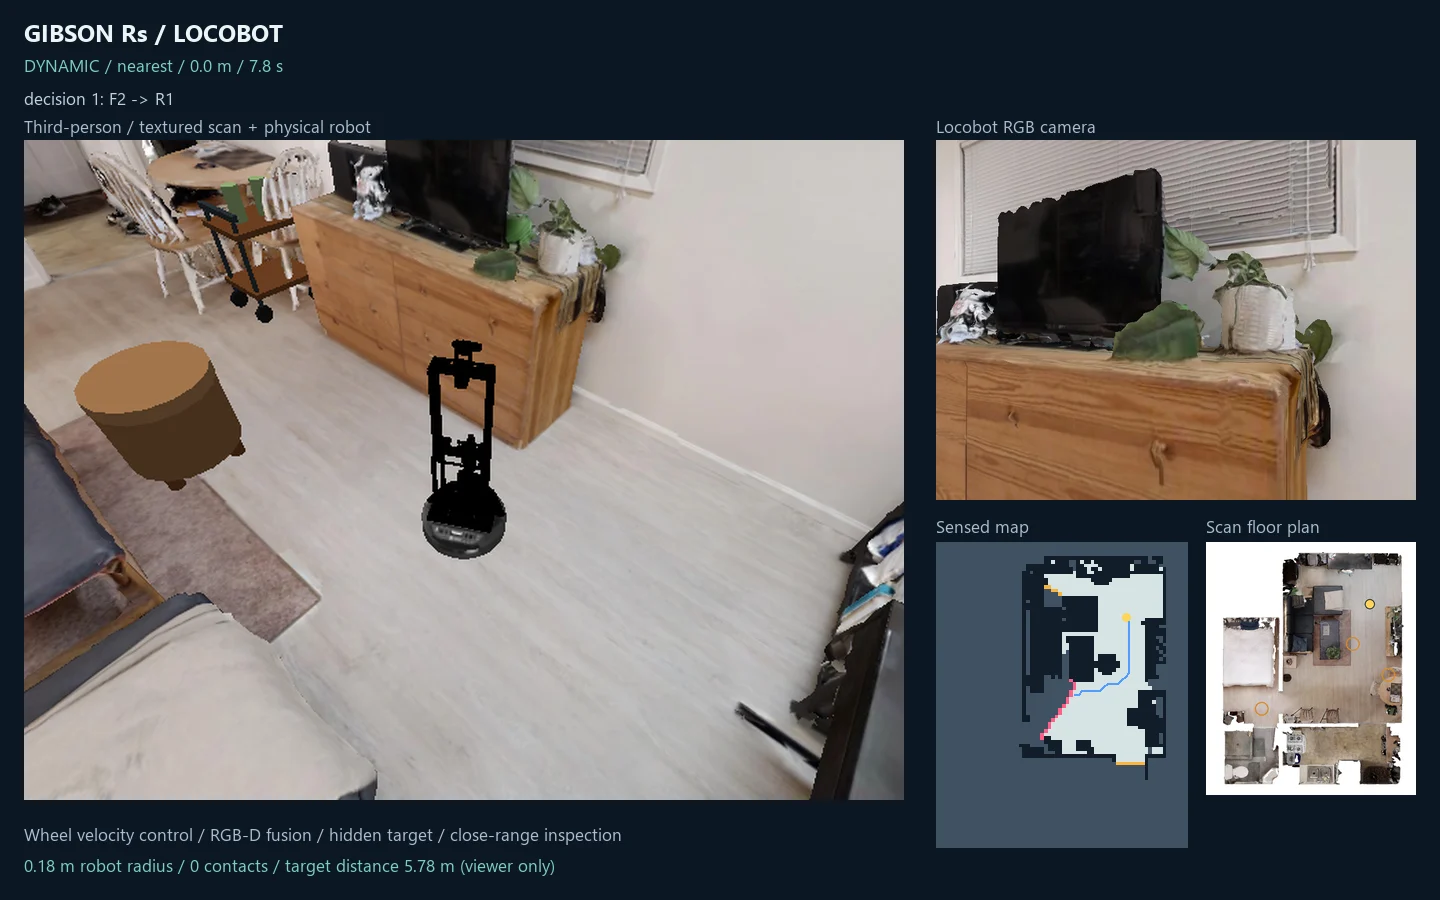 GIBSON Rs / LOCOBOT
DYNAMIC / nearest / 0.0 m / 7.8 s
decision 1: F2 -> R1
Third-person / textured scan + physical robot
Locobot RGB camera
Sensed map
Scan floor plan
Wheel velocity control / RGB-D fusion / hidden target / close-range inspection
0.18 m robot radius / 0 contacts / target distance 5.78 m (viewer only)